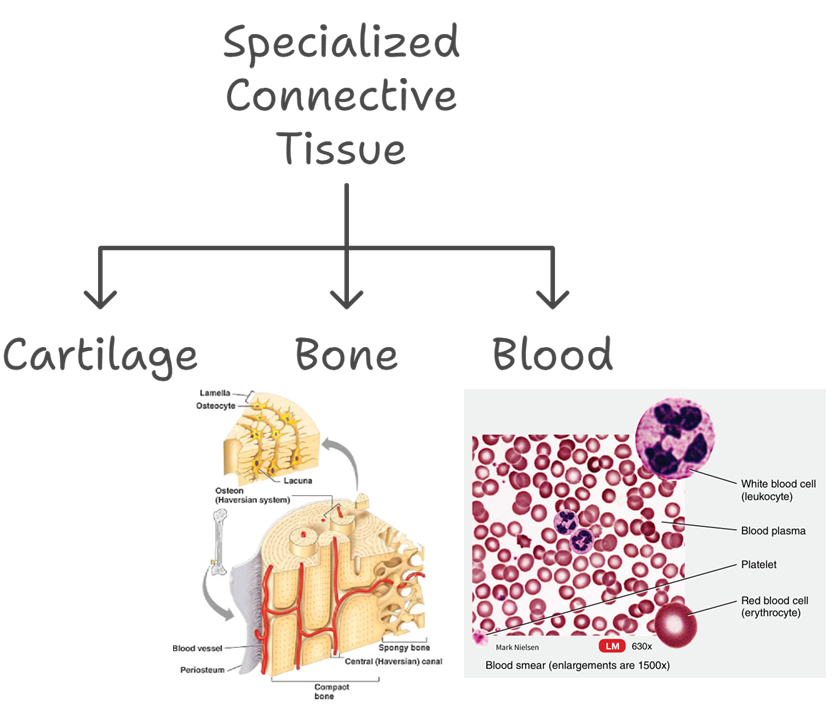 Specialized
Connective
Tissue
Cartilage
Bone
Blood
Lamella
Osteocyte
Lacuna
Osteon
(Haversian system)
Blood vessel
Periosteum
Spongy bone
Central (Haversian) canal
Compact
bone
White blood cell
(leukocyte)
Blood plasma
Platelet
Red blood cell
(erythrocyte)
Mark Nielsen
LM 630x
Blood smear (enlargements are 1500x)